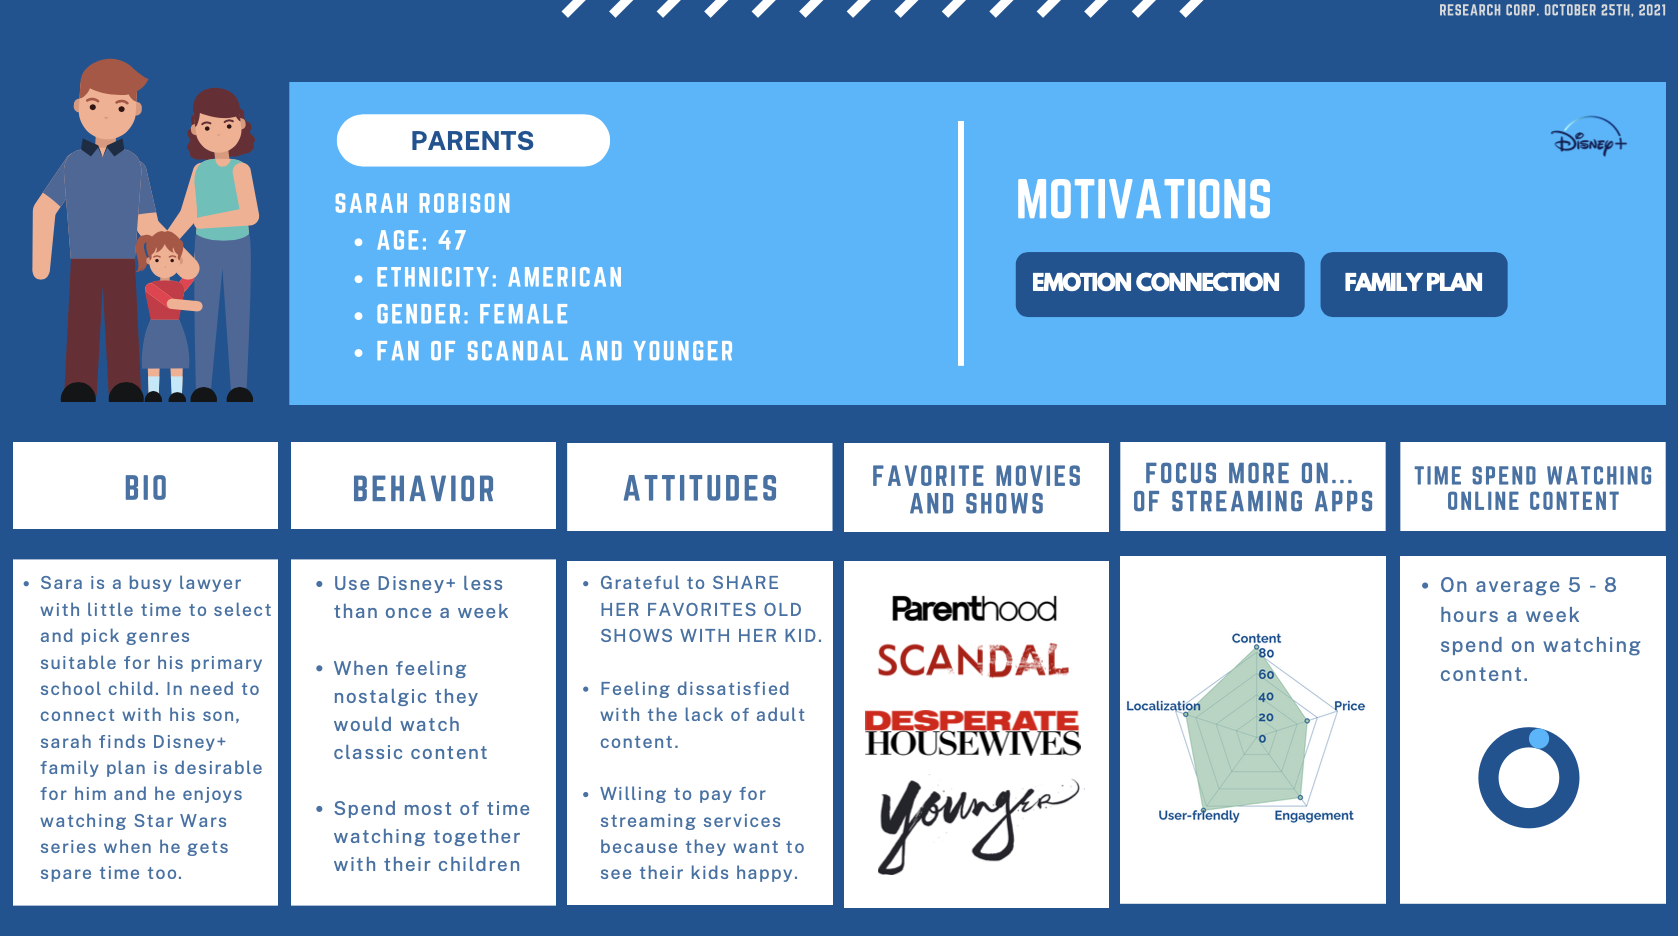 RESEARCH CORP. OCTOBER 25TH, 2021
PARENTS
SARAH ROBISON
• AGE: 47
• ETHNICITY: AMERICAN
• GENDER: FEMALE
• FAN OF SCANDAL AND YOUNGER
MOTIVATIONS
EMOTION CONNECTION
FAMILY PLAN
Disney+
BIO
• Sara is a busy lawyer
with little time to select
and pick genres
suitable for his primary
school child. In need to
connect with his son,
sarah finds Disney+
family plan is desirable
for him and he enjoys
watching Star Wars
series when he gets
spare time too.
BEHAVIOR
• Use Disney+ less
than once a week
• When feeling
nostalgic they
would watch
classic content
• Spend most of time
watching together
with their children
ATTITUDES
• Grateful to SHARE
HER FAVORITES OLD
SHOWS WITH HER KID.
• Feeling dissatisfied
with the lack of adult
content.
• Willing to pay for
streaming services
because they want to
see their kids happy.
FAVORITE MOVIES
AND SHOWS
Parenthood
SCANDAL
DESPERATE
HOUSEWIVES
Younger
FOCUS MORE ON...
OF STREAMING APPS
Content
80
60
40
20
0
Localization
Price
User-friendly
Engagement
TIME SPEND WATCHING
ONLINE CONTENT
• On average 5 - 8
hours a week
spend on watching
content.